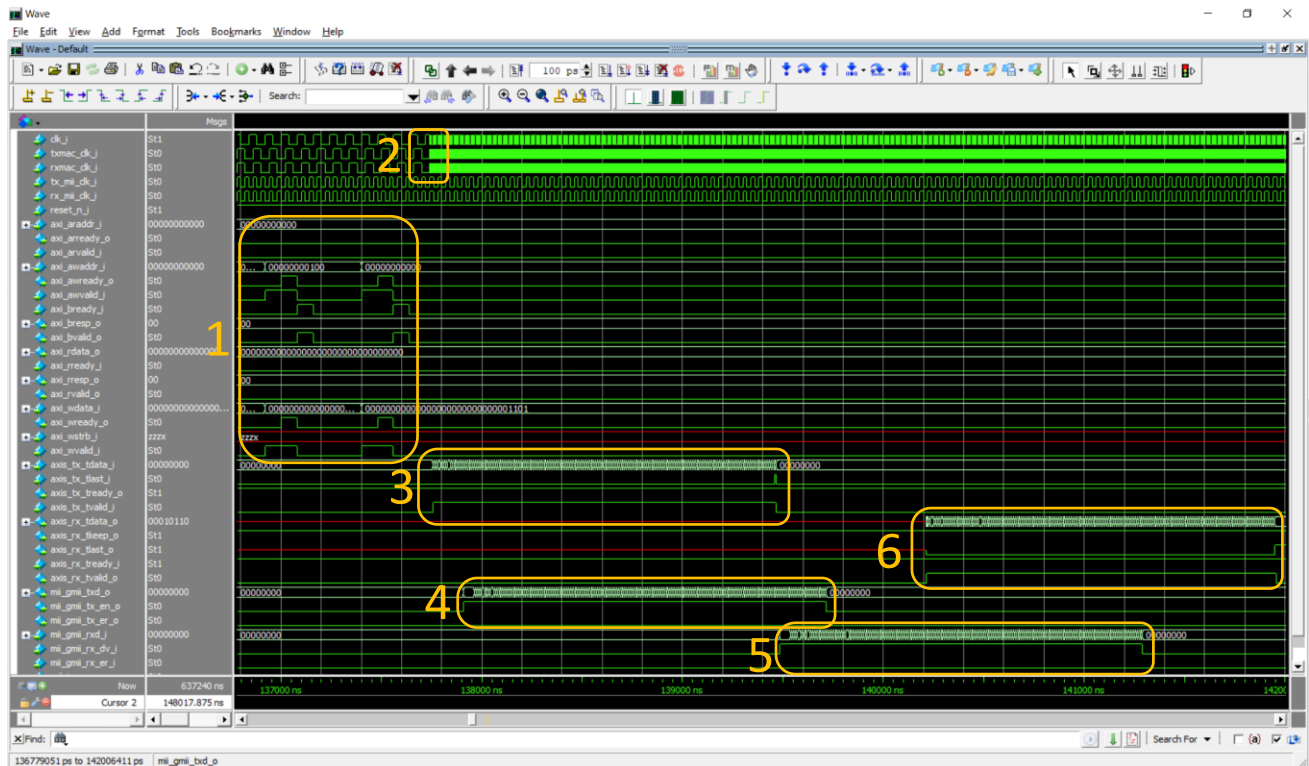 Wave
File Edit View Add Format Tools Bookmarks Window Help
Wave - Default
100 ps
Search:
Msgs
clk_i St1
txmac_clk_i St0
rxmac_clk_i St0
tx_mii_clk_i St0
rx_mii_clk_i St0
reset_n_i St1
axi_araddr_i 00000000000 00000000000
axi_arready_o St0
axi_arvalid_i St0
axi_awaddr_i 00000000000 0... 00000000100 00000000000
axi_awready_o St0
axi_awvalid_i St0
axi_bready_i St0
axi_bresp_o 00 00
axi_bvalid_o St0
axi_rdata_o 00000000000000... 00000000000000000000000000000000
axi_rready_i St0
axi_rresp_o 00 00
axi_rvalid_o St0
axi_wdata_i 00000000000000... 0... 000000000000000... 00000000000000000000000000001101
axi_wready_o St0
axi_wstrb_i zzzx zzzx
axi_wvalid_i St0
axis_tx_tdata_i 00000000 00000000 00000000
axis_tx_tlast_i St0
axis_tx_tready_o St1
axis_tx_tvalid_i St0
axis_rx_tdata_o 00010110
axis_rx_tkeep_o St1
axis_rx_tlast_o St1
axis_rx_tready_i St1
axis_rx_tvalid_o St0
mii_gmii_txd_o 00000000 00000000 00000000
mii_gmii_tx_en_o St0
mii_gmii_tx_er_o St0
mii_gmii_rxd_i 00000000 00000000 00000000
mii_gmii_rx_dv_i St0
mii_gmii_rx_er_i St0
1
2
3
4
5
6
Now 637240 ns 137000 ns 138000 ns 139000 ns 140000 ns 141000 ns 14200
Cursor 2 148017.875 ns
Find: Search For {a}
136779051 ps to 142006411 ps mii_gmii_txd_o